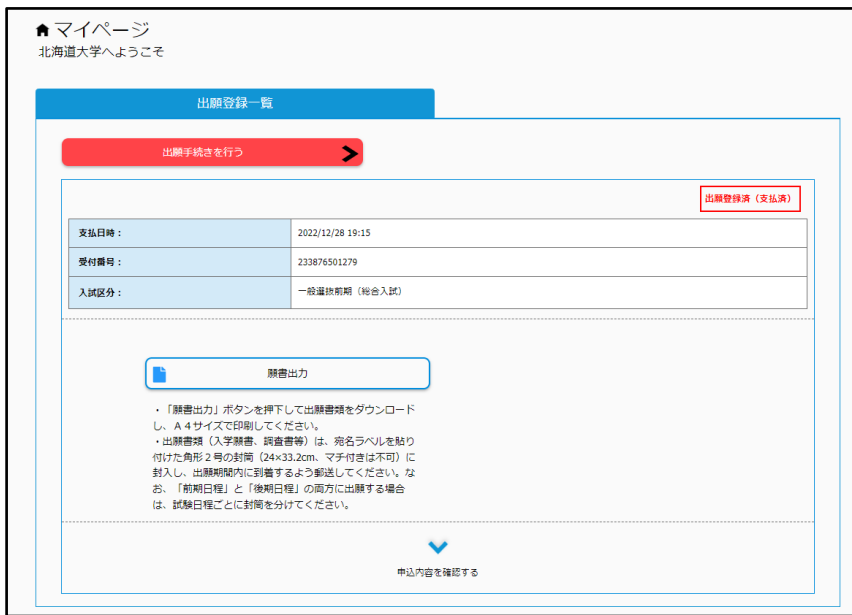 マイページ
北海道大学へようこそ
出願登録一覧
出願手続きを行う
出願登録済（支払済）
支払日時： 2022/12/28 19:15
受付番号： 233876501279
入試区分： 一般選抜前期（総合入試）
願書出力
・「願書出力」ボタンを押下して出願書類をダウンロード
し、A４サイズで印刷してください。
・出願書類（入学願書、調査書等）は、宛名ラベルを貼り
付けた角形２号の封筒（24×33.2cm、マチ付きは不可）に
封入し、出願期間内に到着するよう郵送してください。な
お、「前期日程」と「後期日程」の両方に出願する場合
は、試験日程ごとに封筒を分けてください。
申込内容を確認する